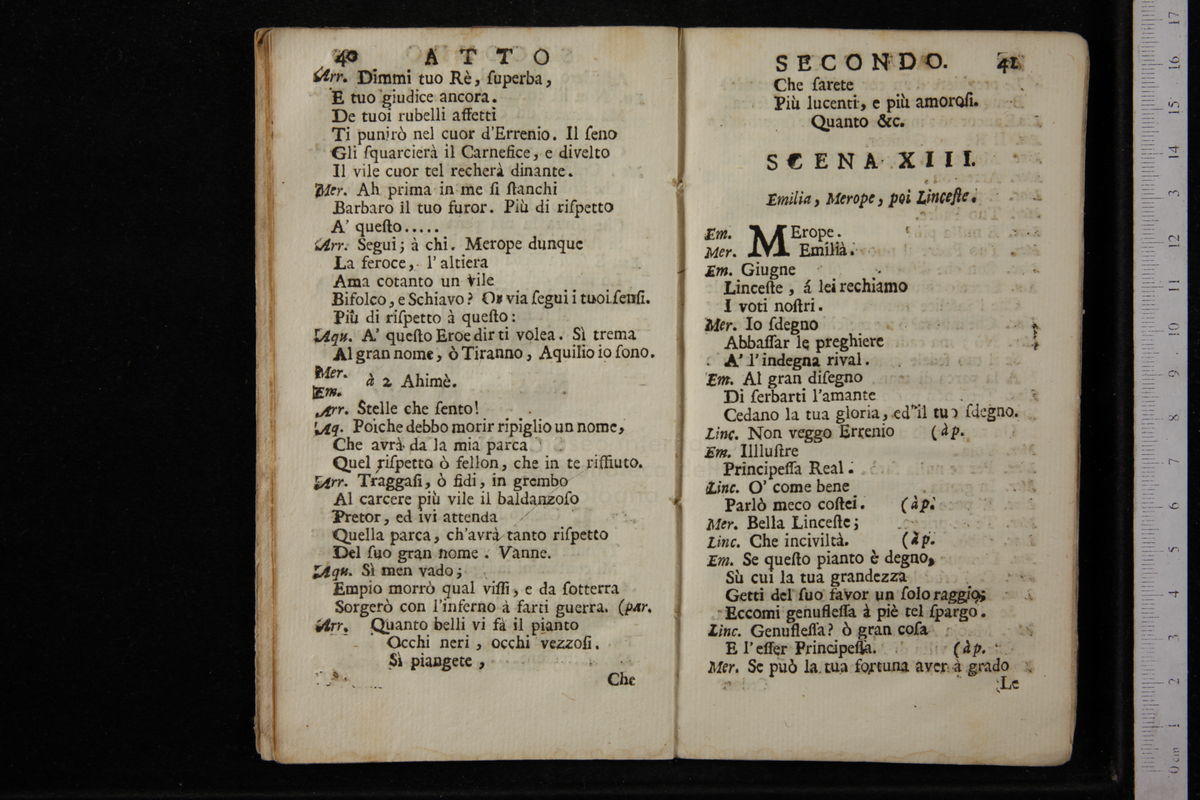 40 ATTO
Arr. Dimmi tuo Rè, ſuperba,
E tuo giudice ancora.
De tuoi rubelli affetti
Ti punirò nel cuor d'Errenio. Il ſeno
Gli ſquarcierà il Carnefice, e divelto
Il vile cuor tel recherà dinante.
Mer. Ah prima in me ſi ſtanchi
Barbaro il tuo furor. Più di riſpetto
A' queſto.....
Arr. Segui; à chi. Merope dunque
La feroce, l'altiera
Ama cotanto un vile
Bifolco, e Schiavo? Or via ſegui i tuoi ſenſi.
Più di riſpetto à queſto:
Aqu. A' queſto Eroe dir ti volea. Sì trema
Al gran nome, ò Tiranno, Aquilio io ſono.
Mer.
à 2 Ahimè.
Em.
Arr. Stelle che ſento!
Aq. Poiche debbo morir ripiglio un nome,
Che avrà da la mia parca
Quel riſpetto ò fellon, che in te riffiuto.
Arr. Traggaſi, ò fidi, in grembo
Al carcere più vile il baldanzoſo
Pretor, ed ivi attenda
Quella parca, ch'avrà tanto riſpetto
Del ſuo gran nome. Vanne.
Aqu. Sì men vado;
Empio morrò qual viſſi, e da ſotterra
Sorgerò con l'inferno à farti guerra. (par.
Arr. Quanto belli vi fà il pianto
Occhi neri, occhi vezzoſi.
Sì piangete,
Che
SECONDO. 41
Che ſarete
Più lucenti, e più amoroſi.
Quanto &c.
SCENA XIII.
Emilia, Merope, poi Linceſte.
Em. MErope.
Mer. Emilia.
Em. Giugne
Linceſte, á lei rechiamo
I voti noſtri.
Mer. Io ſdegno
Abbaſſar le preghiere
A' l'indegna rival.
Em. Al gran diſegno
Di ſerbarti l'amante
Cedano la tua gloria, ed il tuo ſdegno.
Linc. Non veggo Errenio (àp.
Em. Illluſtre
Principeſſa Real.
Linc. O' come bene
Parlò meco coſtei. (àp.
Mer. Bella Linceſte;
Linc. Che inciviltà. (àp.
Em. Se queſto pianto è degno,
Sù cui la tua grandezza
Getti del ſuo favor un ſolo raggio;
Eccomi genufleſſa à piè tel ſpargo.
Linc. Genufleſſa? ò gran coſa
E l'eſſer Principeſſa. (àp.
Mer. Se può la tua fortuna aver à grado
Le